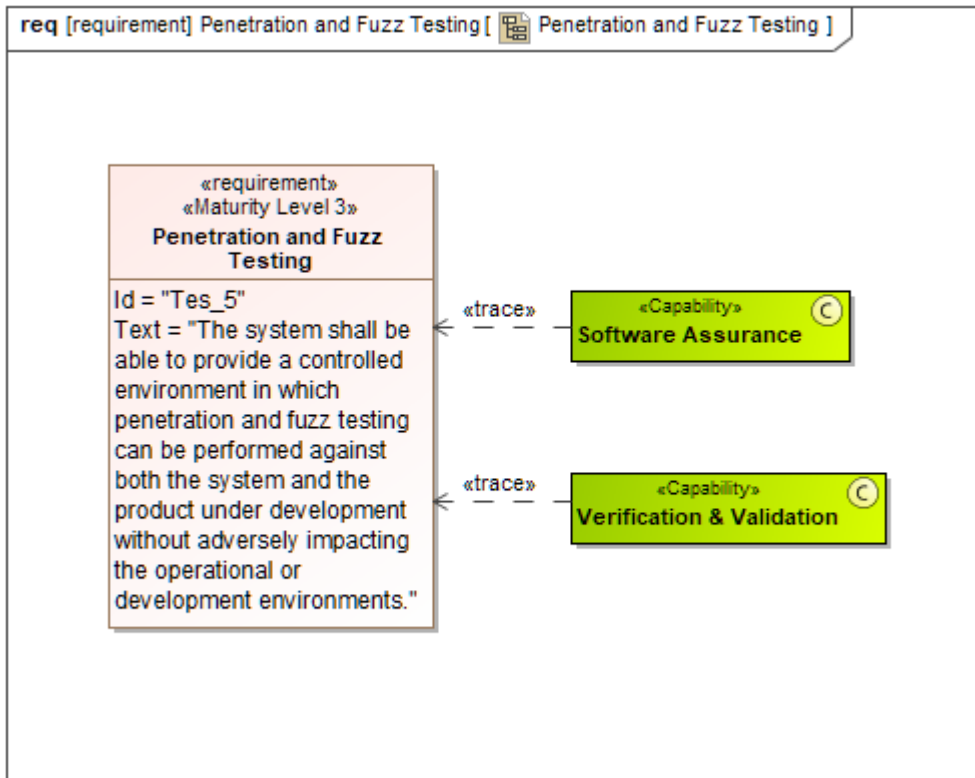 req [requirement] Penetration and Fuzz Testing [ Penetration and Fuzz Testing ]
«requirement»
«Maturity Level 3»
Penetration and Fuzz
Testing
Id = "Tes_5"
Text = "The system shall be
able to provide a controlled
environment in which
penetration and fuzz testing
can be performed against
both the system and the
product under development
without adversely impacting
the operational or
development environments."
«trace»
«Capability»
C
Software Assurance
«trace»
«Capability»
C
Verification & Validation